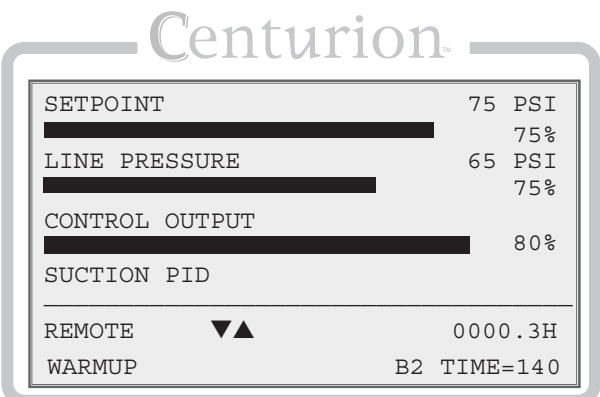 Centurion™
SETPOINT 75 PSI
75%
LINE PRESSURE 65 PSI
75%
CONTROL OUTPUT
80%
SUCTION PID
REMOTE ▼▲ 0000.3H
WARMUP B2 TIME=140